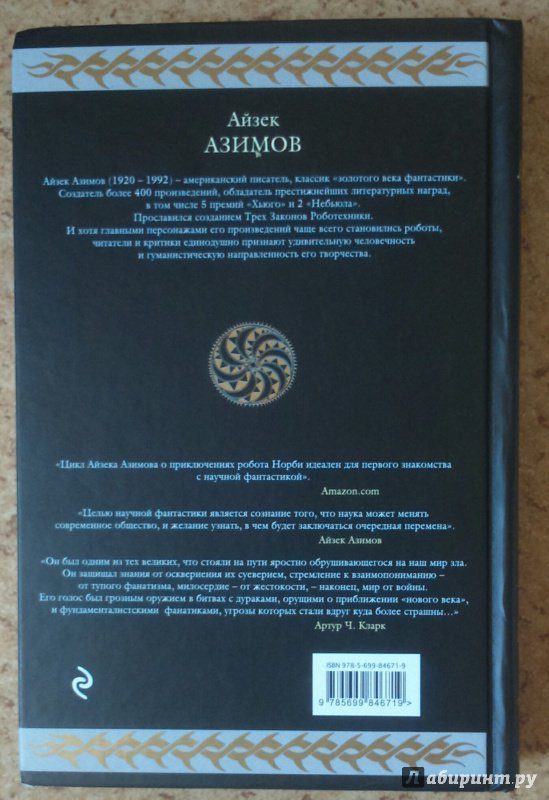 Айзек
АЗИМОВ
Айзек Азимов (1920 – 1992) – американский писатель, классик «золотого века фантастики».
Создатель более 400 произведений, обладатель престижнейших литературных наград,
в том числе 5 премий «Хьюго» и 2 «Небьюла».
Прославился созданием Трех Законов Роботехники.
И хотя главными персонажами его произведений чаще всего становились роботы,
читатели и критики единодушно признают удивительную человечность
и гуманистическую направленность его творчества.
«Цикл Айзека Азимова о приключениях робота Норби идеален для первого знакомства
с научной фантастикой».
Amazon.com
«Целью научной фантастики является сознание того, что наука может менять
современное общество, и желание узнать, в чем будет заключаться очередная перемена».
Айзек Азимов
«Он был одним из тех великих, что стояли на пути яростно обрушивающегося на наш мир зла.
Он защищал знания от осквернения их суеверием, стремление к взаимопониманию –
от тупого фанатизма, милосердие – от жестокости, – наконец, мир от войны.
Его голос был грозным оружием в битвах с дураками, орущими о приближении «нового века»,
и фундаменталистскими фанатиками, угрозы которых стали вдруг куда более страшны...»
Артур Ч. Кларк
ISBN 978-5-699-84671-9
9 785699 846719>
Лабиринт.ру